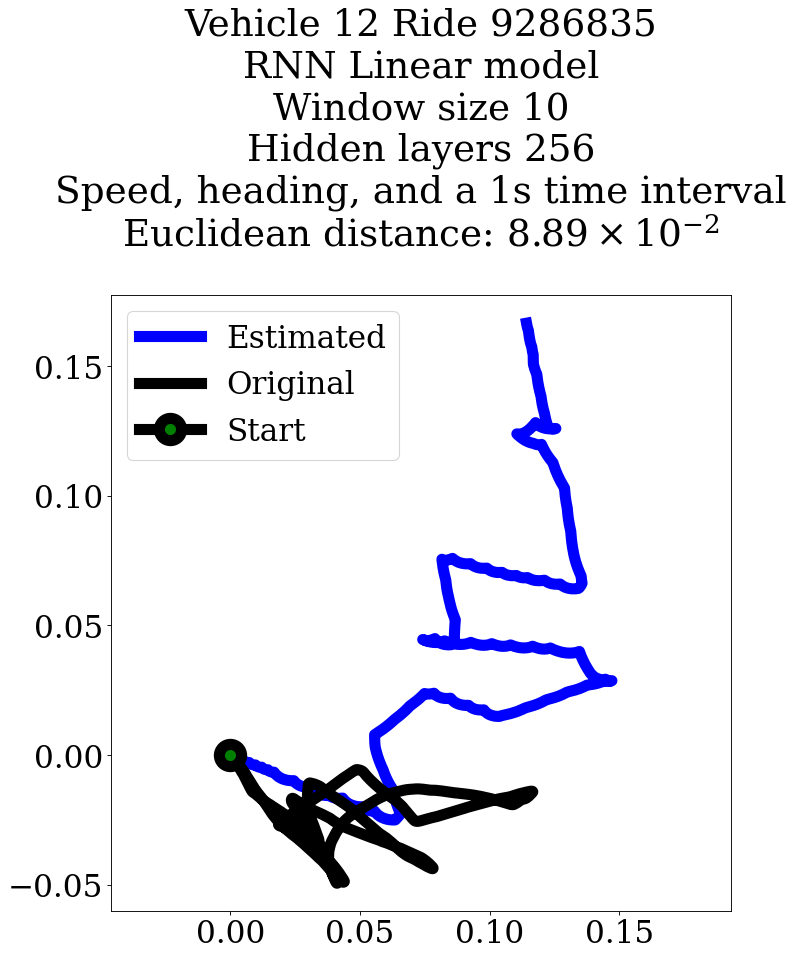 Vehicle 12 Ride 9286835
RNN Linear model
Window size 10
Hidden layers 256
Speed, heading, and a 1s time interval
Euclidean distance: 8.89 × 10⁻²
Estimated
Original
Start
0.15
0.10
0.05
0.00
−0.05
0.00 0.05 0.10 0.15